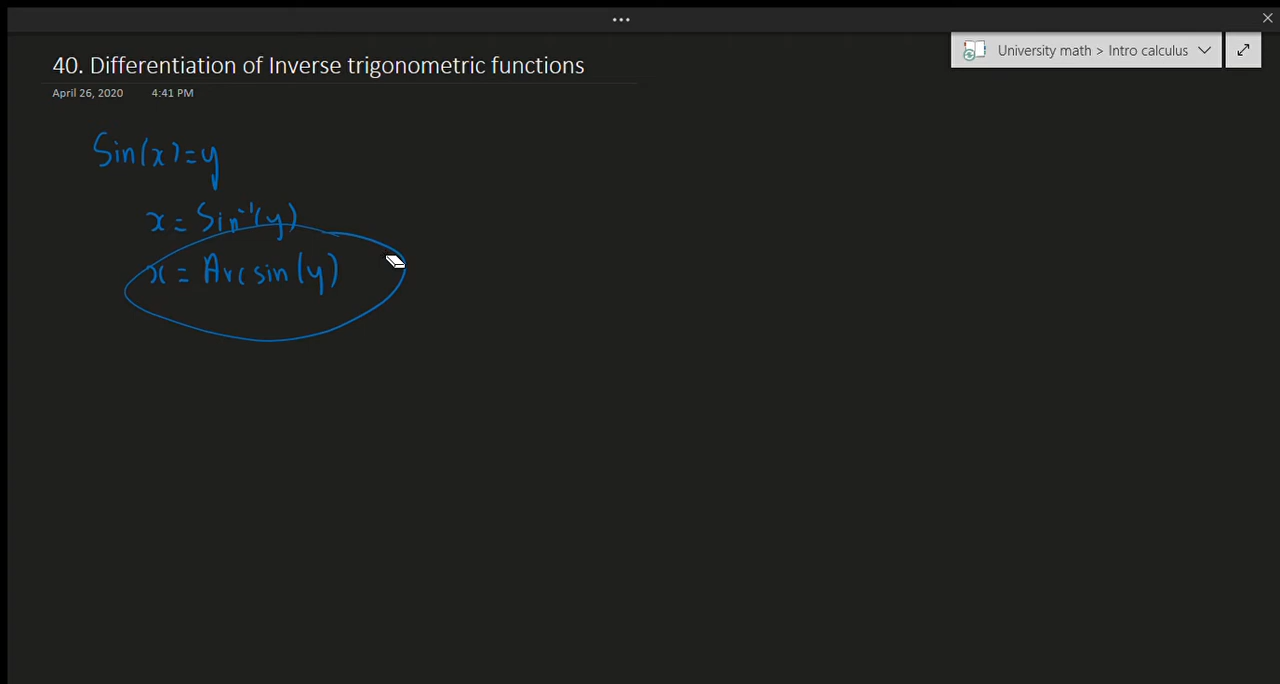 University math > Intro calculus
40. Differentiation of Inverse trigonometric functions
April 26, 2020 4:41 PM
Sin(x)=y
x = Sin⁻¹(y)
x = Arcsin(y)